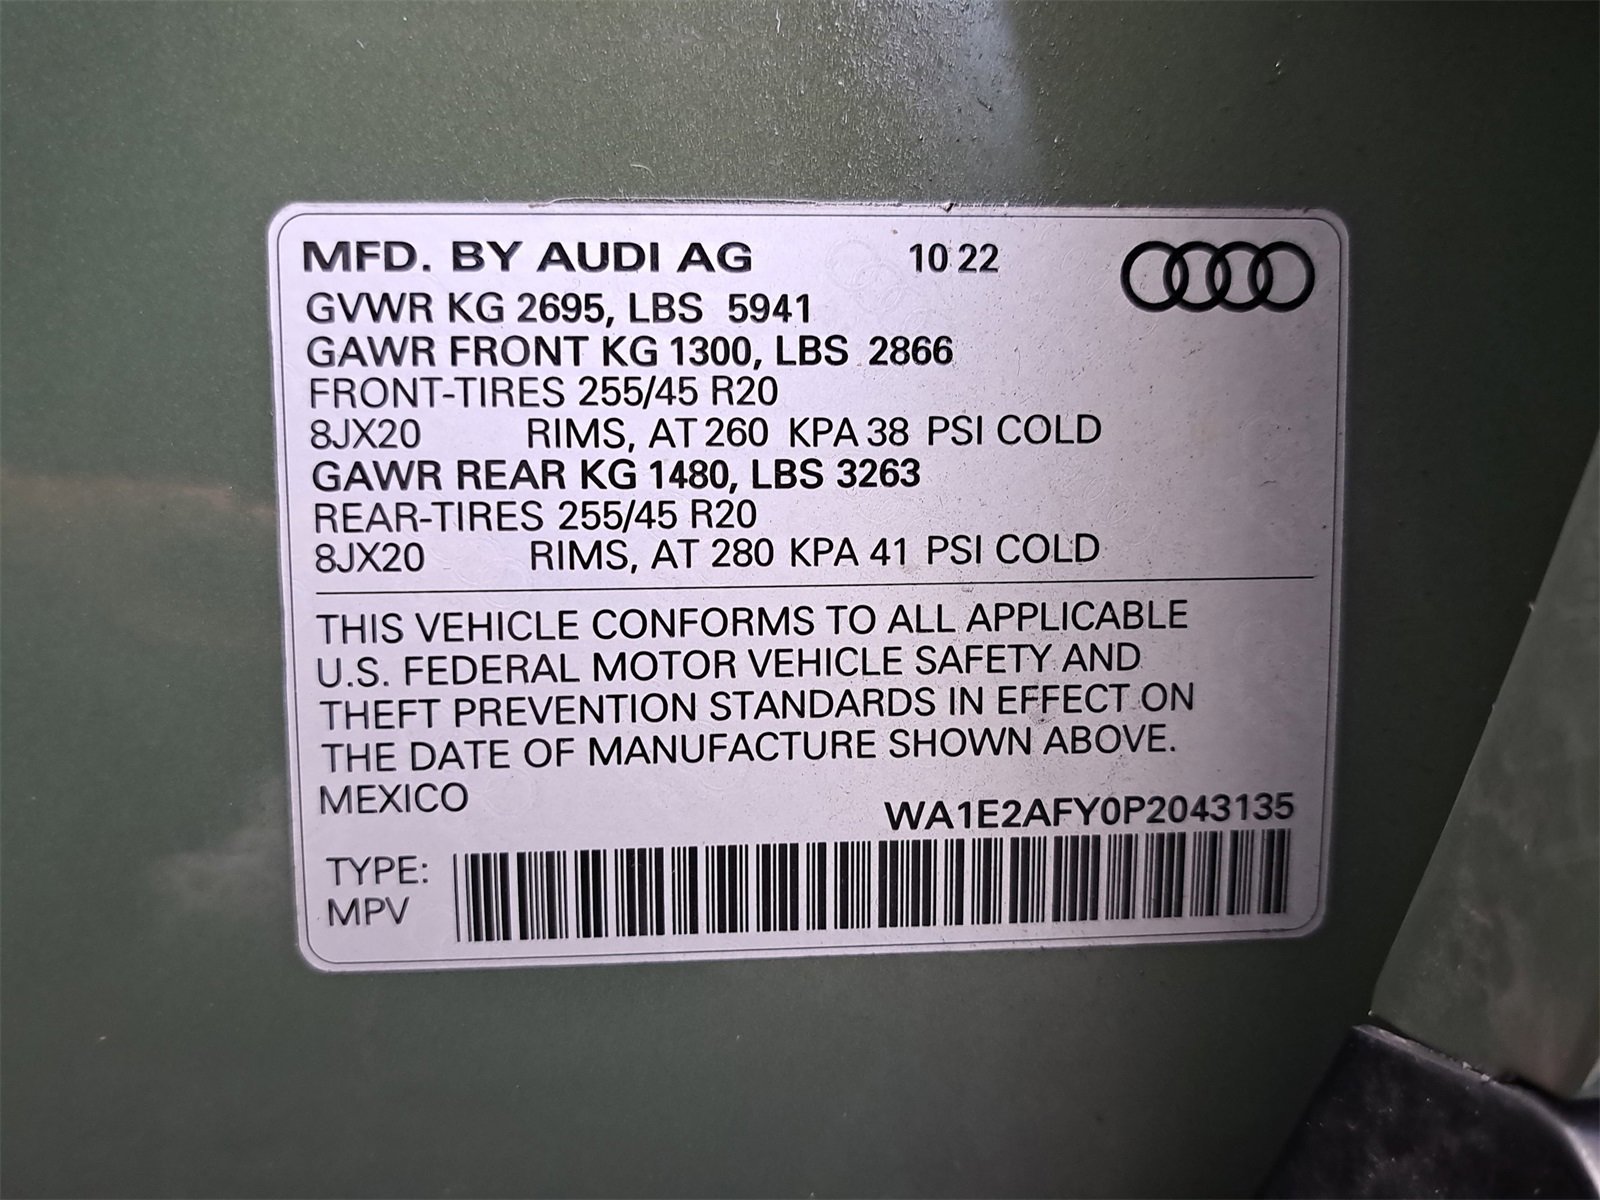 MFD. BY AUDI AG 10 22
GVWR KG 2695, LBS 5941
GAWR FRONT KG 1300, LBS 2866
FRONT-TIRES 255/45 R20
8JX20 RIMS, AT 260 KPA 38 PSI COLD
GAWR REAR KG 1480, LBS 3263
REAR-TIRES 255/45 R20
8JX20 RIMS, AT 280 KPA 41 PSI COLD
THIS VEHICLE CONFORMS TO ALL APPLICABLE
U.S. FEDERAL MOTOR VEHICLE SAFETY AND
THEFT PREVENTION STANDARDS IN EFFECT ON
THE DATE OF MANUFACTURE SHOWN ABOVE.
MEXICO
WA1E2AFY0P2043135
TYPE:
MPV